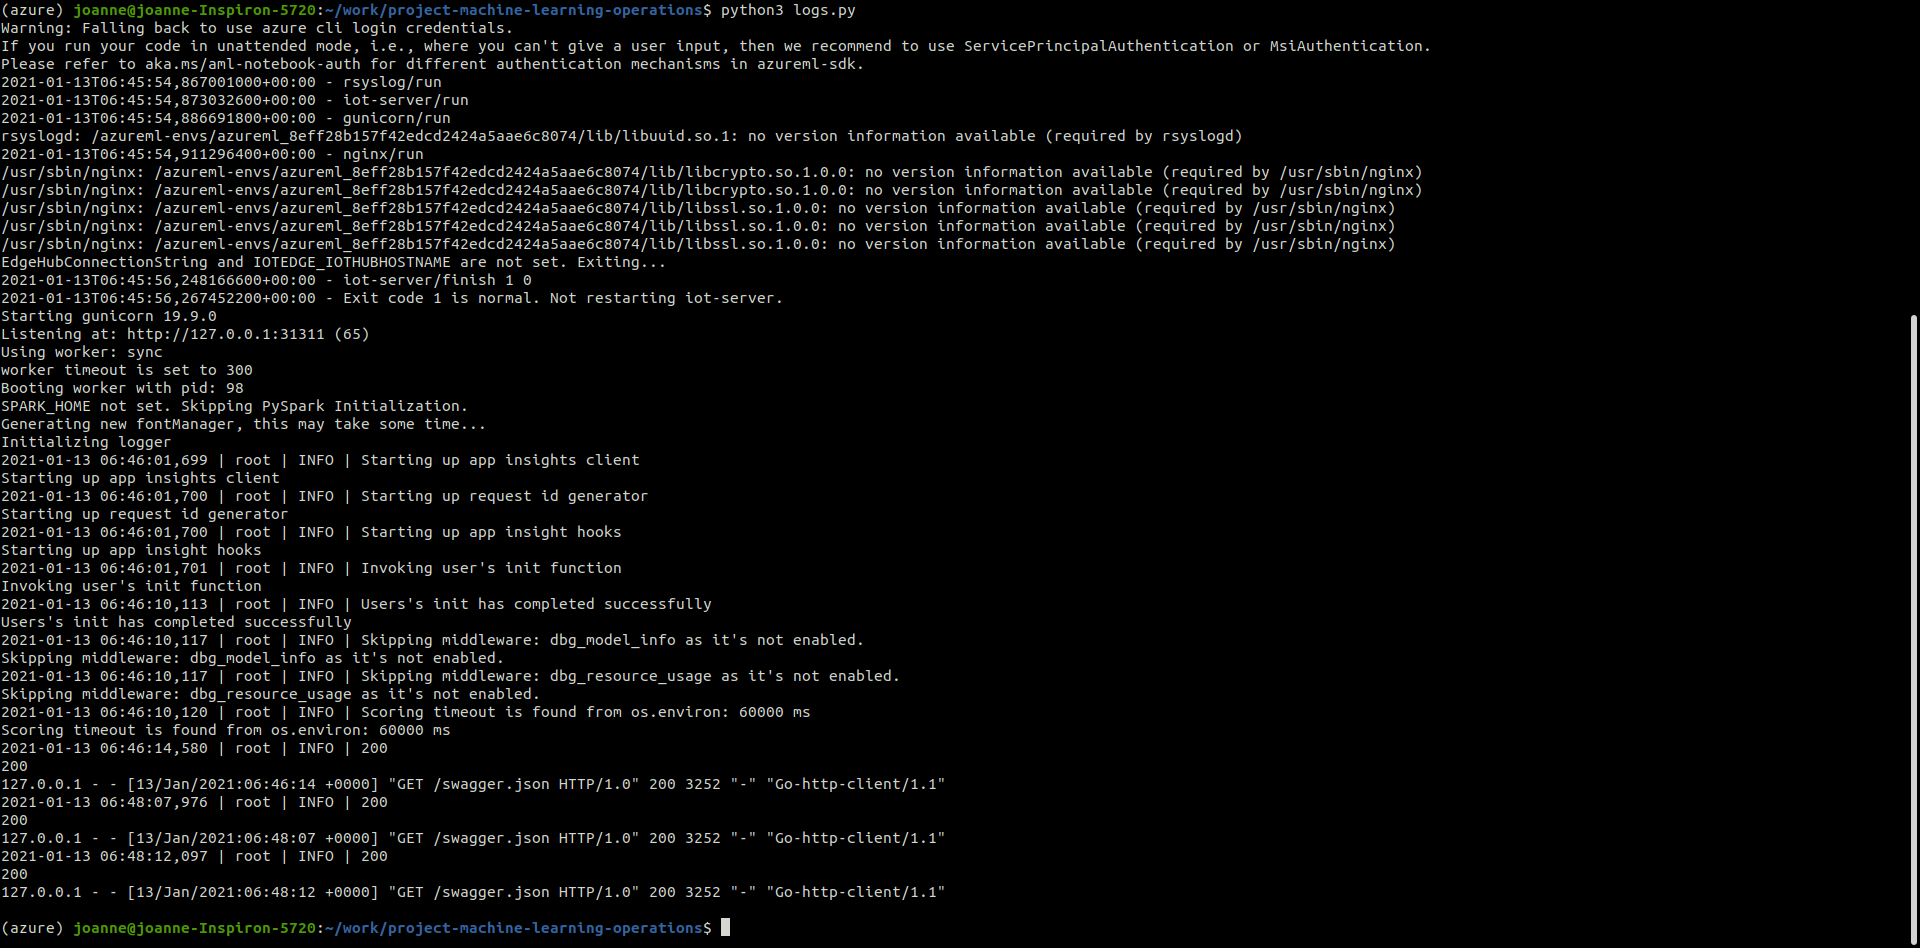 (azure) joanne@joanne-Inspiron-5720:~/work/project-machine-learning-operations$ python3 logs.py
Warning: Falling back to use azure cli login credentials.
If you run your code in unattended mode, i.e., where you can't give a user input, then we recommend to use ServicePrincipalAuthentication or MsiAuthentication.
Please refer to aka.ms/aml-notebook-auth for different authentication mechanisms in azureml-sdk.
2021-01-13T06:45:54,867001000+00:00 - rsyslog/run
2021-01-13T06:45:54,873032600+00:00 - iot-server/run
2021-01-13T06:45:54,886691800+00:00 - gunicorn/run
rsyslogd: /azureml-envs/azureml_8eff28b157f42edcd2424a5aae6c8074/lib/libuuid.so.1: no version information available (required by rsyslogd)
2021-01-13T06:45:54,911296400+00:00 - nginx/run
/usr/sbin/nginx: /azureml-envs/azureml_8eff28b157f42edcd2424a5aae6c8074/lib/libcrypto.so.1.0.0: no version information available (required by /usr/sbin/nginx)
/usr/sbin/nginx: /azureml-envs/azureml_8eff28b157f42edcd2424a5aae6c8074/lib/libcrypto.so.1.0.0: no version information available (required by /usr/sbin/nginx)
/usr/sbin/nginx: /azureml-envs/azureml_8eff28b157f42edcd2424a5aae6c8074/lib/libssl.so.1.0.0: no version information available (required by /usr/sbin/nginx)
/usr/sbin/nginx: /azureml-envs/azureml_8eff28b157f42edcd2424a5aae6c8074/lib/libssl.so.1.0.0: no version information available (required by /usr/sbin/nginx)
/usr/sbin/nginx: /azureml-envs/azureml_8eff28b157f42edcd2424a5aae6c8074/lib/libssl.so.1.0.0: no version information available (required by /usr/sbin/nginx)
EdgeHubConnectionString and IOTEDGE_IOTHUBHOSTNAME are not set. Exiting...
2021-01-13T06:45:56,248166600+00:00 - iot-server/finish 1 0
2021-01-13T06:45:56,267452200+00:00 - Exit code 1 is normal. Not restarting iot-server.
Starting gunicorn 19.9.0
Listening at: http://127.0.0.1:31311 (65)
Using worker: sync
worker timeout is set to 300
Booting worker with pid: 98
SPARK_HOME not set. Skipping PySpark Initialization.
Generating new fontManager, this may take some time...
Initializing logger
2021-01-13 06:46:01,699 | root | INFO | Starting up app insights client
Starting up app insights client
2021-01-13 06:46:01,700 | root | INFO | Starting up request id generator
Starting up request id generator
2021-01-13 06:46:01,700 | root | INFO | Starting up app insight hooks
Starting up app insight hooks
2021-01-13 06:46:01,701 | root | INFO | Invoking user's init function
Invoking user's init function
2021-01-13 06:46:10,113 | root | INFO | Users's init has completed successfully
Users's init has completed successfully
2021-01-13 06:46:10,117 | root | INFO | Skipping middleware: dbg_model_info as it's not enabled.
Skipping middleware: dbg_model_info as it's not enabled.
2021-01-13 06:46:10,117 | root | INFO | Skipping middleware: dbg_resource_usage as it's not enabled.
Skipping middleware: dbg_resource_usage as it's not enabled.
2021-01-13 06:46:10,120 | root | INFO | Scoring timeout is found from os.environ: 60000 ms
Scoring timeout is found from os.environ: 60000 ms
2021-01-13 06:46:14,580 | root | INFO | 200
200
127.0.0.1 - - [13/Jan/2021:06:46:14 +0000] "GET /swagger.json HTTP/1.0" 200 3252 "-" "Go-http-client/1.1"
2021-01-13 06:48:07,976 | root | INFO | 200
200
127.0.0.1 - - [13/Jan/2021:06:48:07 +0000] "GET /swagger.json HTTP/1.0" 200 3252 "-" "Go-http-client/1.1"
2021-01-13 06:48:12,097 | root | INFO | 200
200
127.0.0.1 - - [13/Jan/2021:06:48:12 +0000] "GET /swagger.json HTTP/1.0" 200 3252 "-" "Go-http-client/1.1"
(azure) joanne@joanne-Inspiron-5720:~/work/project-machine-learning-operations$